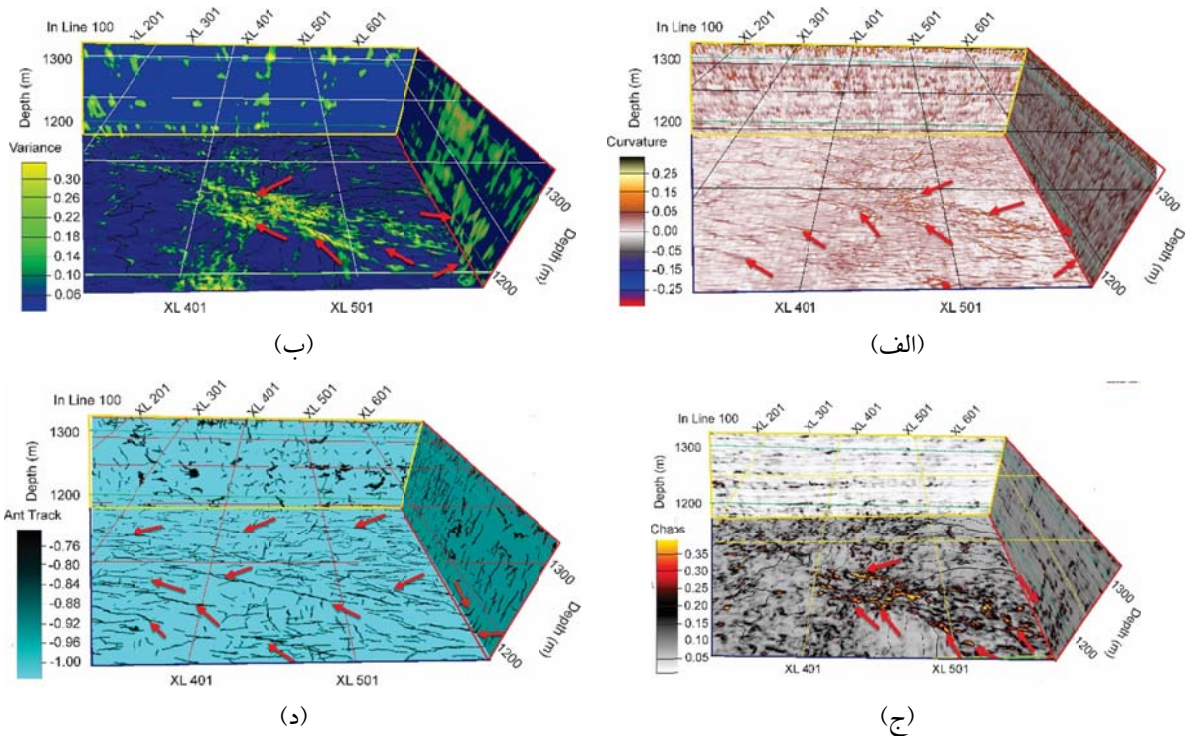 In Line 100
XL 201
XL 301
XL 401
XL 501
XL 601
Depth (m)
1300
1200
Curvature
0.25
0.05
0.00
-0.05
-0.15
-0.25
XL 401
XL 501
1300
Depth (m)
1200
(الف)
In Line 100
XL 201
XL 301
XL 401
XL 501
XL 601
Depth (m)
1300
1200
Variance
0.30
0.26
0.22
0.18
0.14
0.10
0.06
XL 401
XL 501
1300
Depth (m)
1200
(ب)
In Line 100
XL 201
XL 301
XL 401
XL 501
XL 601
Depth (m)
1300
1200
Chaos
0.35
0.30
0.25
0.20
0.15
0.10
0.05
XL 401
XL 501
1300
Depth (m)
1200
(ج)
In Line 100
XL 201
XL 301
XL 401
XL 501
XL 601
Depth (m)
1300
1200
Ant Track
-0.76
-0.80
-0.84
-0.88
-0.92
-0.96
-1.00
XL 401
XL 501
1300
Depth (m)
1200
(د)